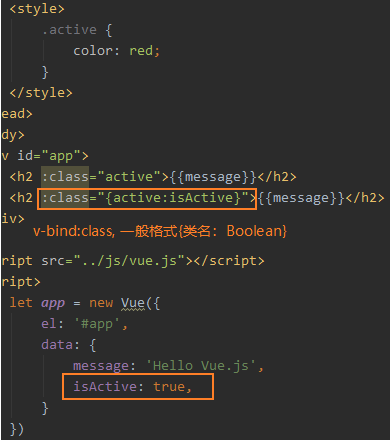 <style>
.active {
color: red;
}
</style>
ead>
dy>
v id="app">
<h2 :class="active">{{message}}</h2>
<h2 :class="{active:isActive}">{{message}}</h2>
iv>
v-bind:class, 一般格式{类名：Boolean}
ript src="../js/vue.js"></script>
ript>
let app = new Vue({
el: '#app',
data: {
message: 'Hello Vue.js',
isActive: true,
}
})